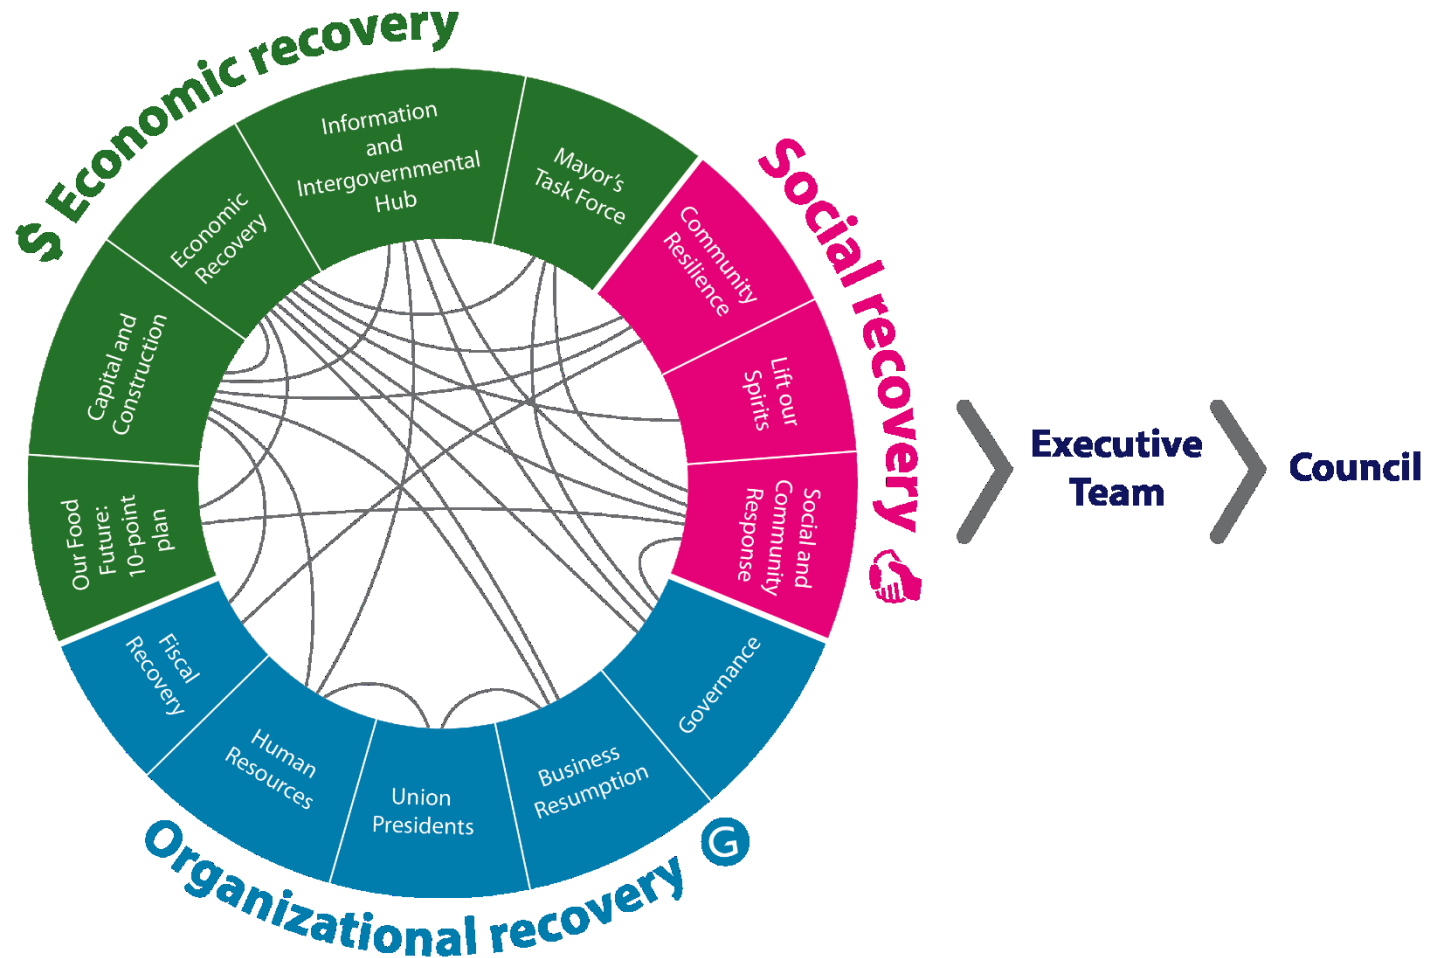 $ Economic recovery
Information
and
Intergovernmental
Hub
Mayor's
Task Force
Economic
Recovery
Capital and
Construction
Our Food
Future:
10-point
plan
Social recovery
Community
Resilience
Lift our
Spirits
Social and
Community
Response
Organizational recovery
G
Fiscal
Recovery
Human
Resources
Union
Presidents
Business
Resumption
Governance
Executive
Team
Council